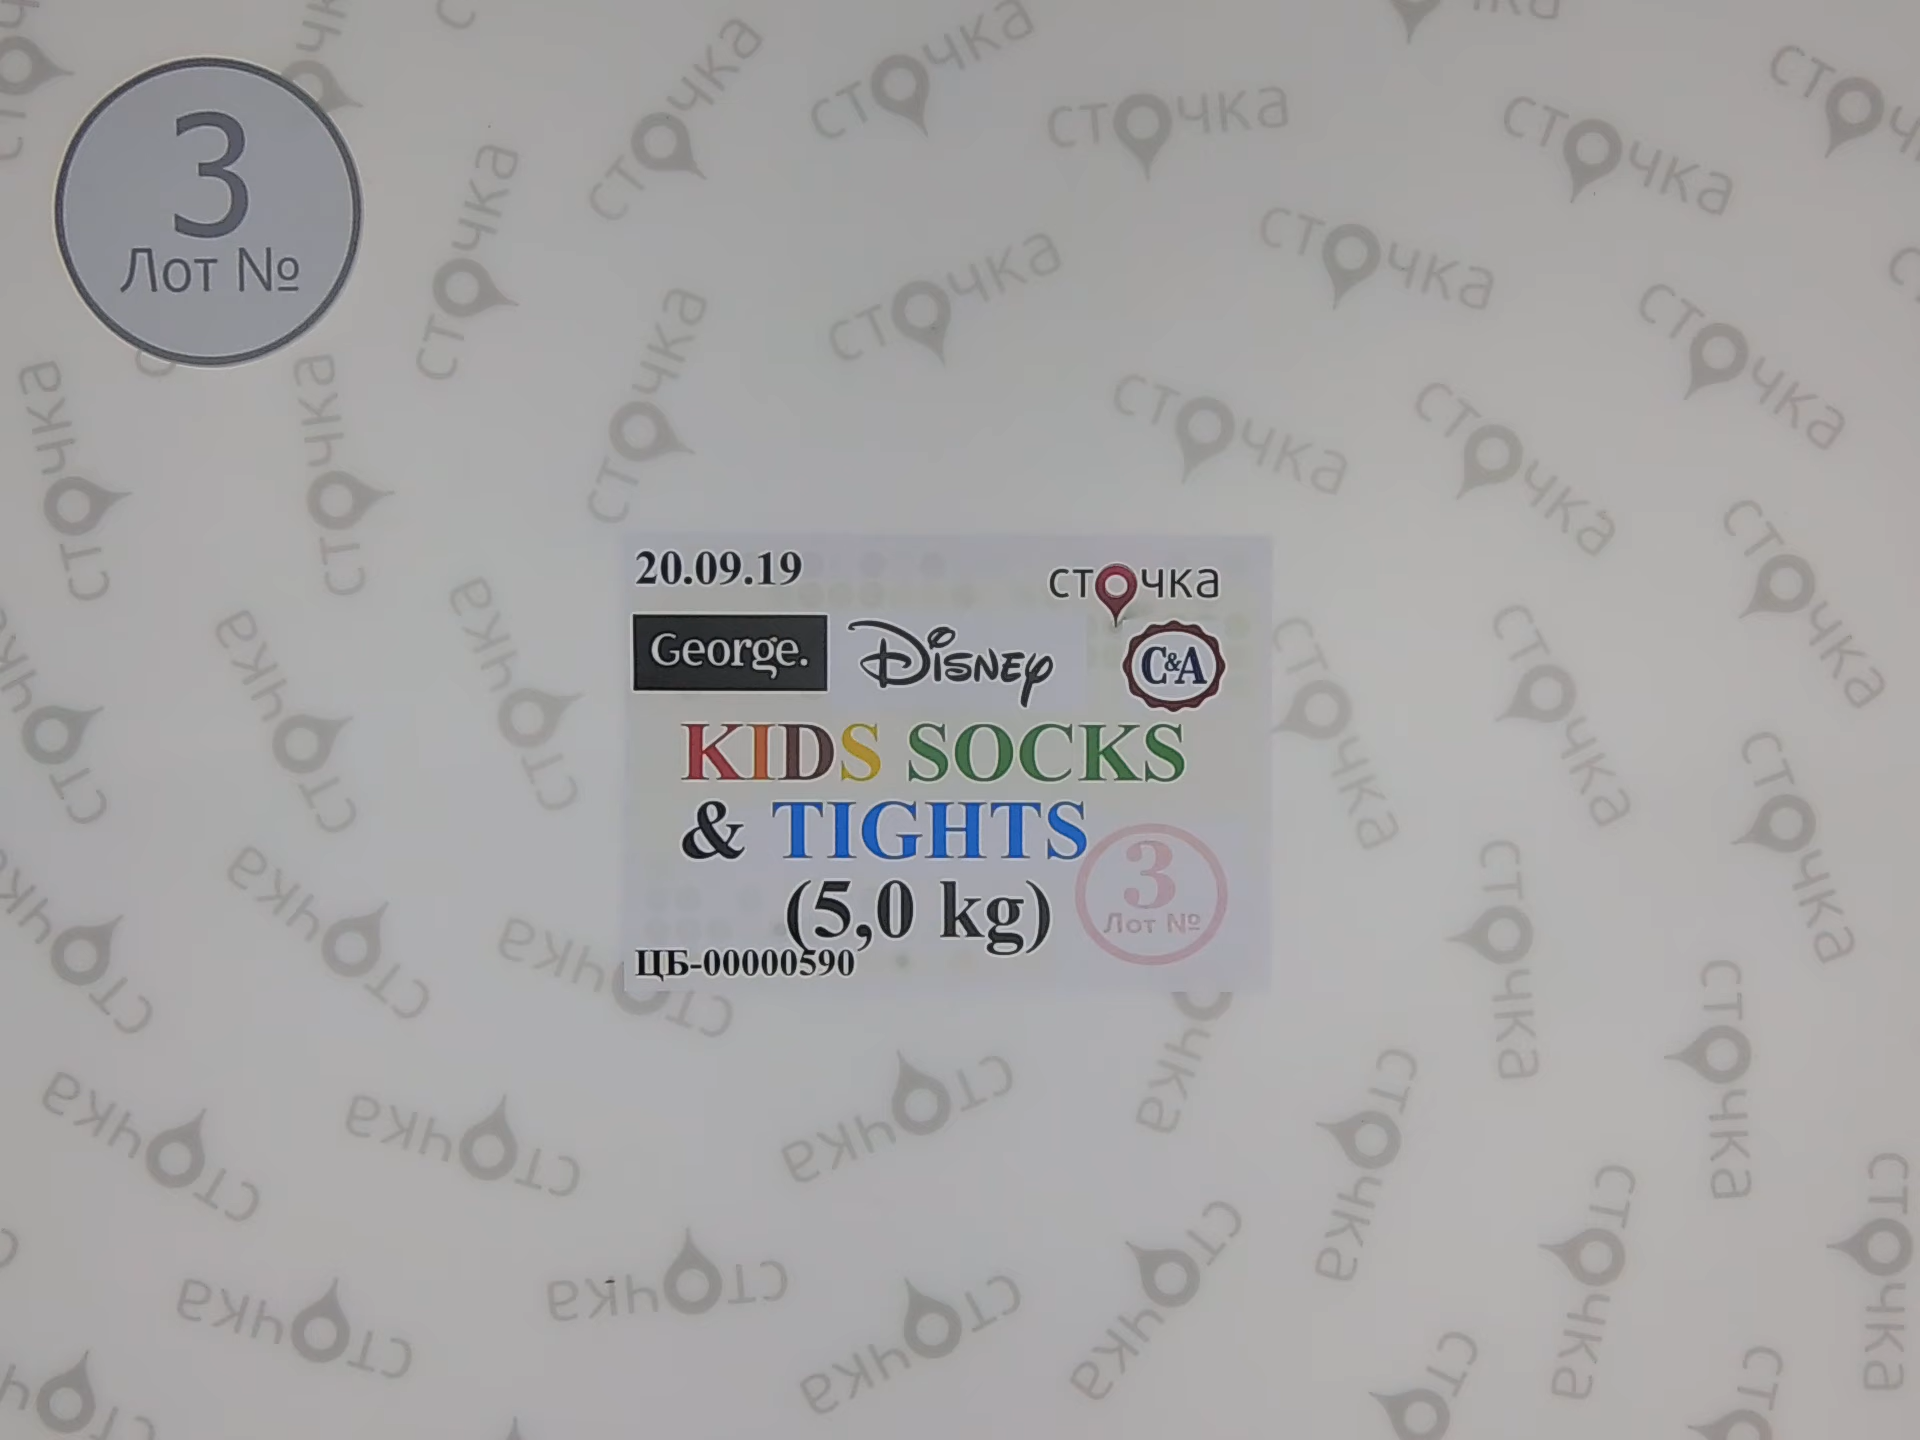 3
Лот №
20.09.19
сточка
George.
Disney
C&A
KIDS SOCKS
& TIGHTS
(5,0 kg)
3
Лот №
ЦБ-00000590